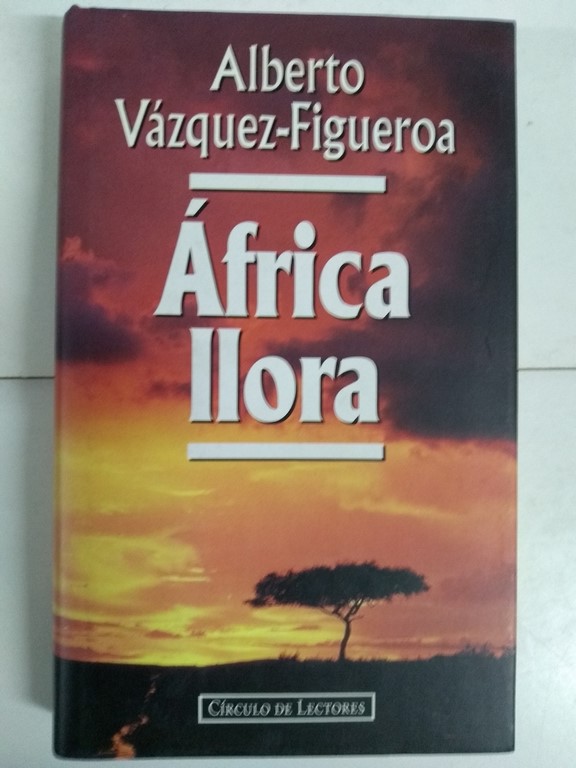 Alberto
Vázquez-Figueroa
África
llora
CÍRCULO DE LECTORES